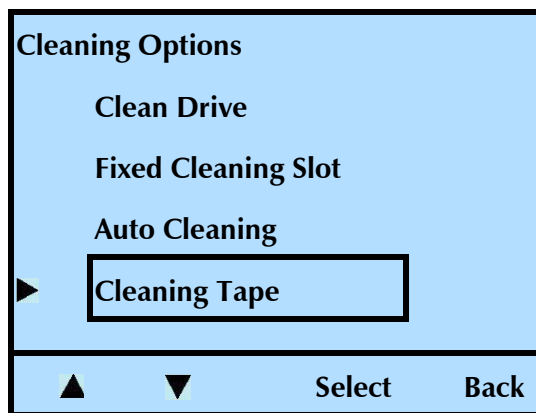 Cleaning Options
Clean Drive
Fixed Cleaning Slot
Auto Cleaning
Cleaning Tape
Select Back